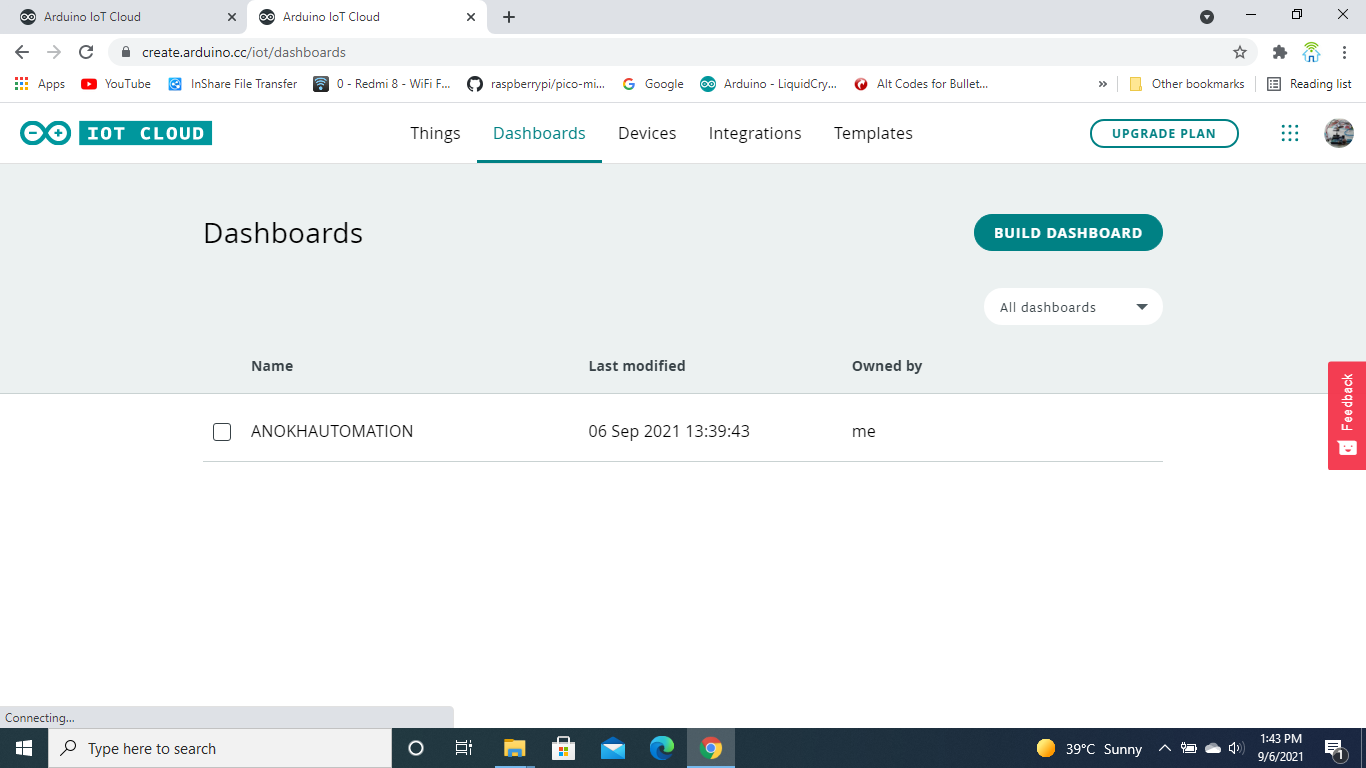 Arduino IoT Cloud
Arduino IoT Cloud
create.arduino.cc/iot/dashboards
Apps YouTube InShare File Transfer 0 - Redmi 8 - WiFi F... raspberrypi/pico-mi... Google Arduino - LiquidCry... Alt Codes for Bullet... » Other bookmarks Reading list
IOT CLOUD Things Dashboards Devices Integrations Templates UPGRADE PLAN
Dashboards BUILD DASHBOARD
All dashboards
Name Last modified Owned by
Feedback
ANOKHAUTOMATION 06 Sep 2021 13:39:43 me
Connecting...
Type here to search
39°C Sunny
1:43 PM
9/6/2021
1